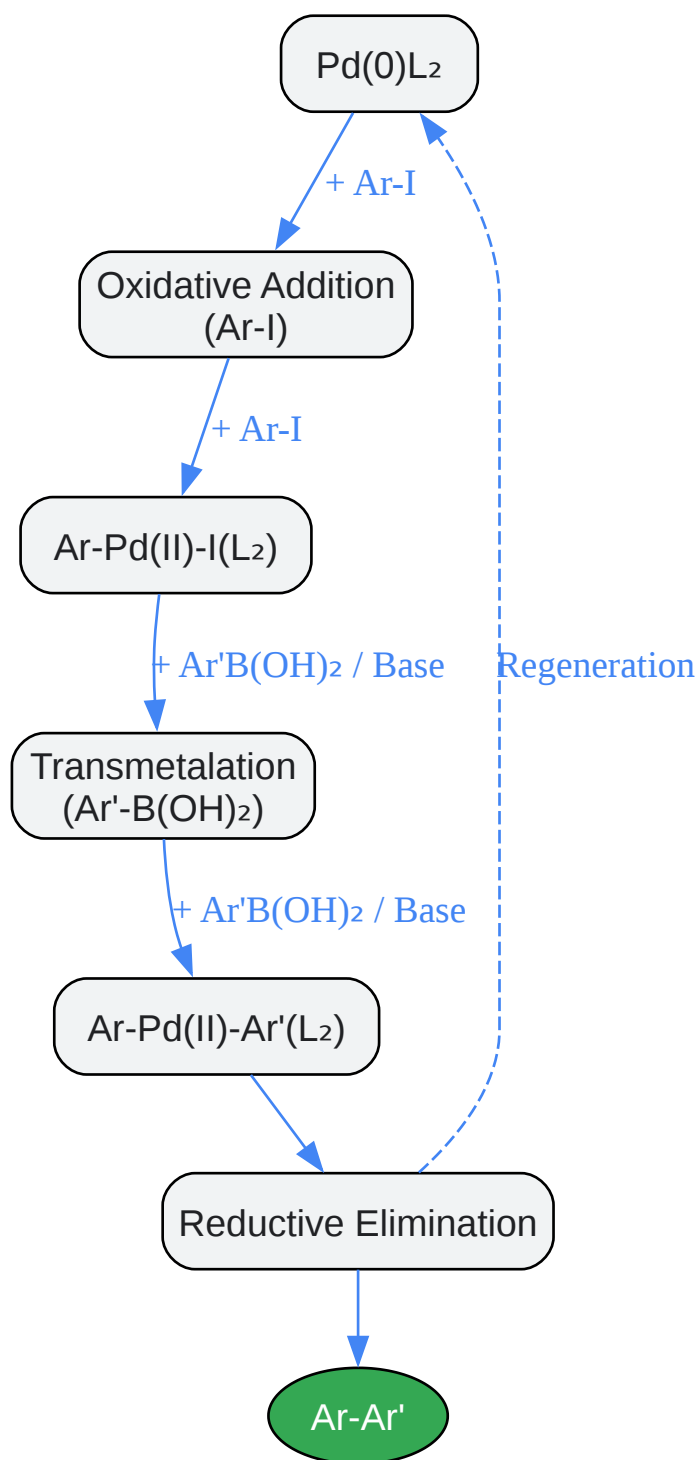 Pd(0)L₂
+ Ar-I
Oxidative Addition
(Ar-I)
+ Ar-I
Ar-Pd(II)-I(L₂)
+ Ar'B(OH)₂ / Base
Regeneration
Transmetalation
(Ar'-B(OH)₂)
+ Ar'B(OH)₂ / Base
Ar-Pd(II)-Ar'(L₂)
Reductive Elimination
Ar-Ar'